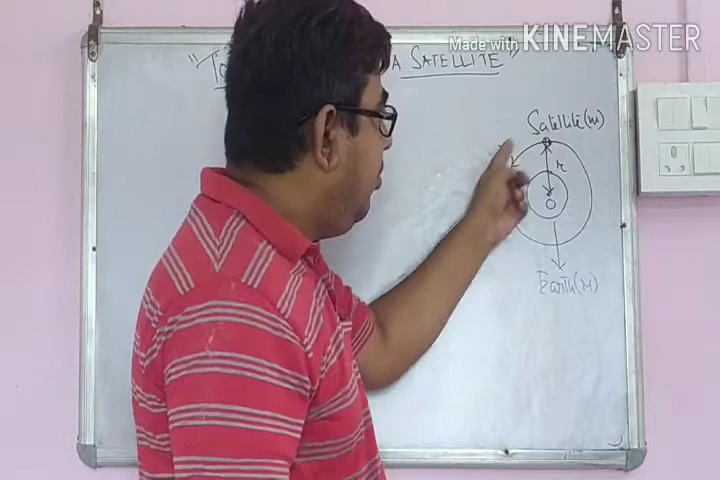 Made with KINEMASTER
A SATELLITE"
Satellite (m)
r
O
Earth (M)